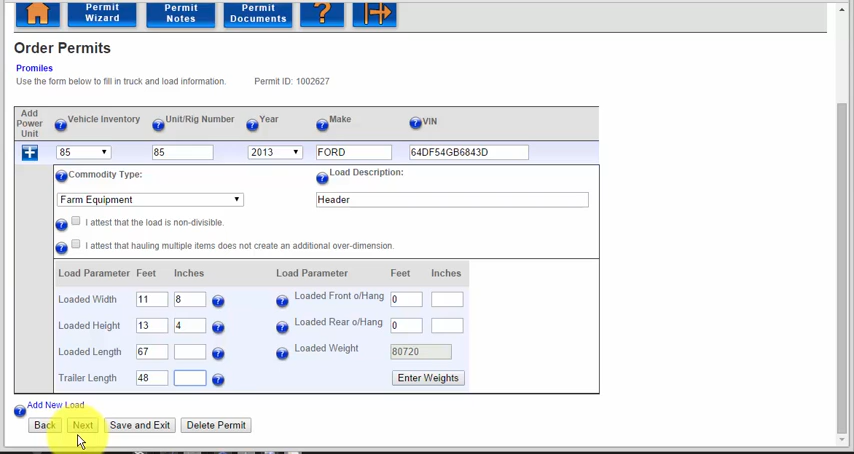 Permit Wizard
Permit Notes
Permit Documents
?
Order Permits
Promiles
Use the form below to fill in truck and load information. Permit ID: 1002627
Add Power Unit
Vehicle Inventory
Unit/Rig Number
Year
Make
VIN
85
85
2013
FORD
64DF54GB6843D
Commodity Type:
Load Description:
Farm Equipment
Header
I attest that the load is non-divisible.
I attest that hauling multiple items does not create an additional over-dimension.
Load Parameter Feet Inches Load Parameter Feet Inches
Loaded Width 11 8 Loaded Front o/Hang 0
Loaded Height 13 4 Loaded Rear o/Hang 0
Loaded Length 67 Loaded Weight 80720
Trailer Length 48 Enter Weights
Add New Load
Back Next Save and Exit Delete Permit